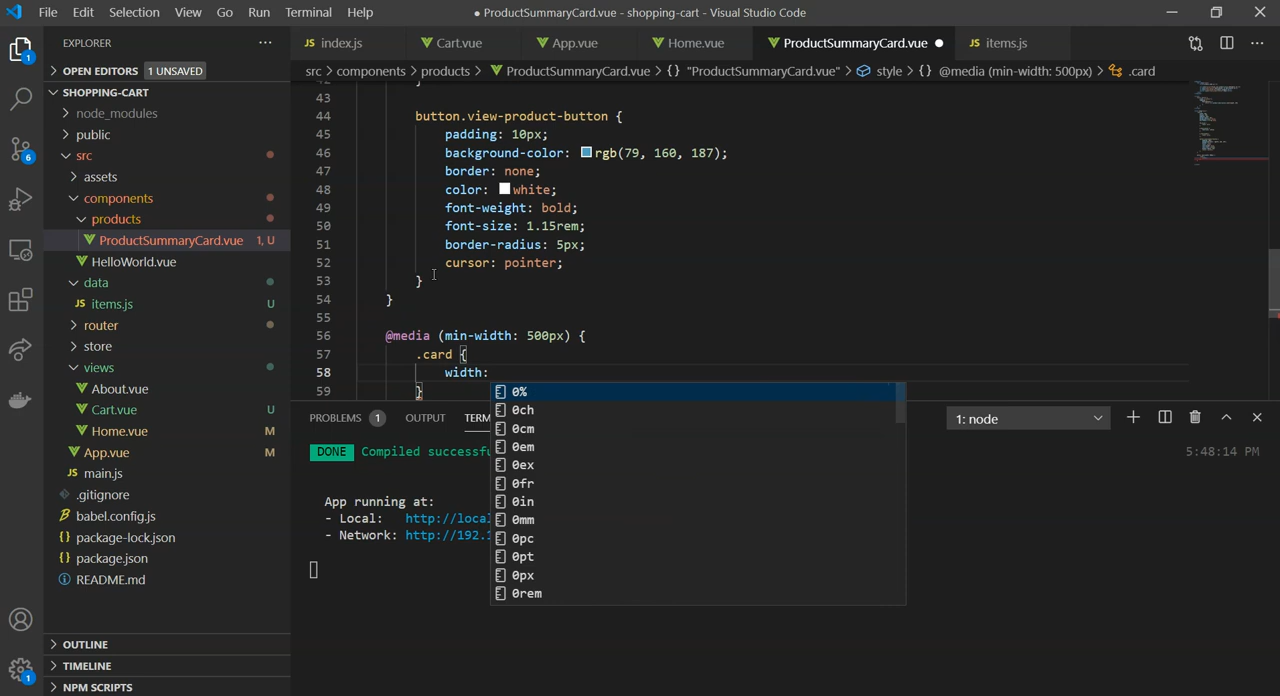 File Edit Selection View Go Run Terminal Help
● ProductSummaryCard.vue - shopping-cart - Visual Studio Code
EXPLORER
JS index.js
Cart.vue
App.vue
Home.vue
ProductSummaryCard.vue
JS items.js
OPEN EDITORS 1 UNSAVED
src > components > products > ProductSummaryCard.vue > {} "ProductSummaryCard.vue" > style > {} @media (min-width: 500px) > .card
SHOPPING-CART
node_modules
public
src
assets
components
products
ProductSummaryCard.vue 1, U
HelloWorld.vue
data
JS items.js U
router
store
views
About.vue
Cart.vue U
Home.vue M
App.vue M
JS main.js
.gitignore
babel.config.js
{} package-lock.json
{} package.json
README.md
OUTLINE
TIMELINE
NPM SCRIPTS
1
6
1
43
44 button.view-product-button {
45 padding: 10px;
46 background-color: rgb(79, 160, 187);
47 border: none;
48 color: white;
49 font-weight: bold;
50 font-size: 1.15rem;
51 border-radius: 5px;
52 cursor: pointer;
53 }
54 }
55
56 @media (min-width: 500px) {
57 .card {
58 width:
59 }
0%
0ch
0cm
0em
0ex
0fr
0in
0mm
0pc
0pt
0px
0rem
PROBLEMS 1 OUTPUT TERM
1: node
DONE Compiled successfu
5:48:14 PM
App running at:
- Local: http://local
- Network: http://192.1